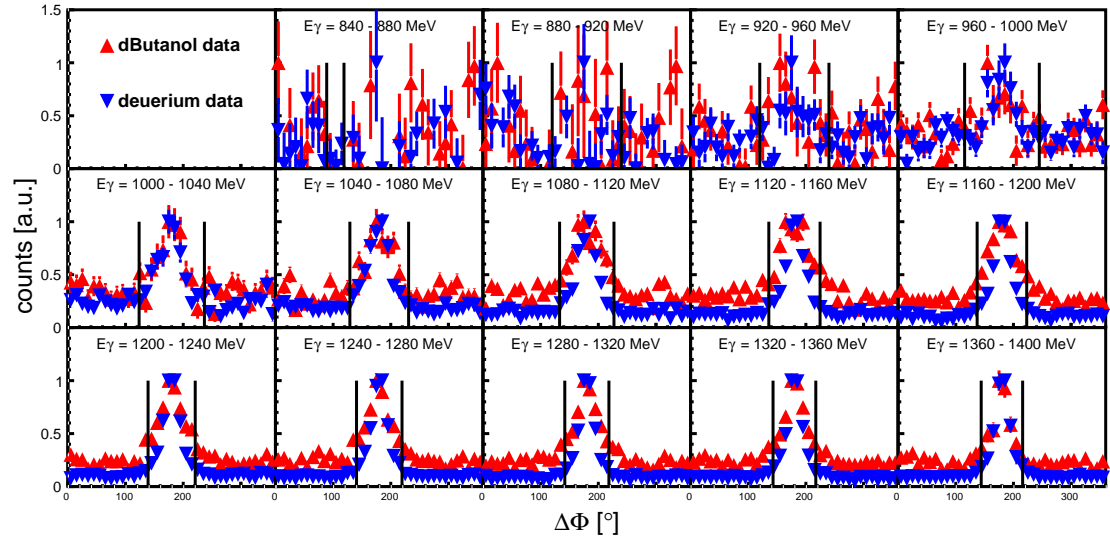 1.5
1
0.5
0
dButanol data
deuerium data
Eγ = 840 - 880 MeV
Eγ = 880 - 920 MeV
Eγ = 920 - 960 MeV
Eγ = 960 - 1000 MeV
counts [a.u.]
1
0.5
0
Eγ = 1000 - 1040 MeV
Eγ = 1040 - 1080 MeV
Eγ = 1080 - 1120 MeV
Eγ = 1120 - 1160 MeV
Eγ = 1160 - 1200 MeV
1
0.5
0
Eγ = 1200 - 1240 MeV
Eγ = 1240 - 1280 MeV
Eγ = 1280 - 1320 MeV
Eγ = 1320 - 1360 MeV
Eγ = 1360 - 1400 MeV
0 100 200 0 100 200 0 100 200 0 100 200 0 100 200 300
ΔΦ [°]